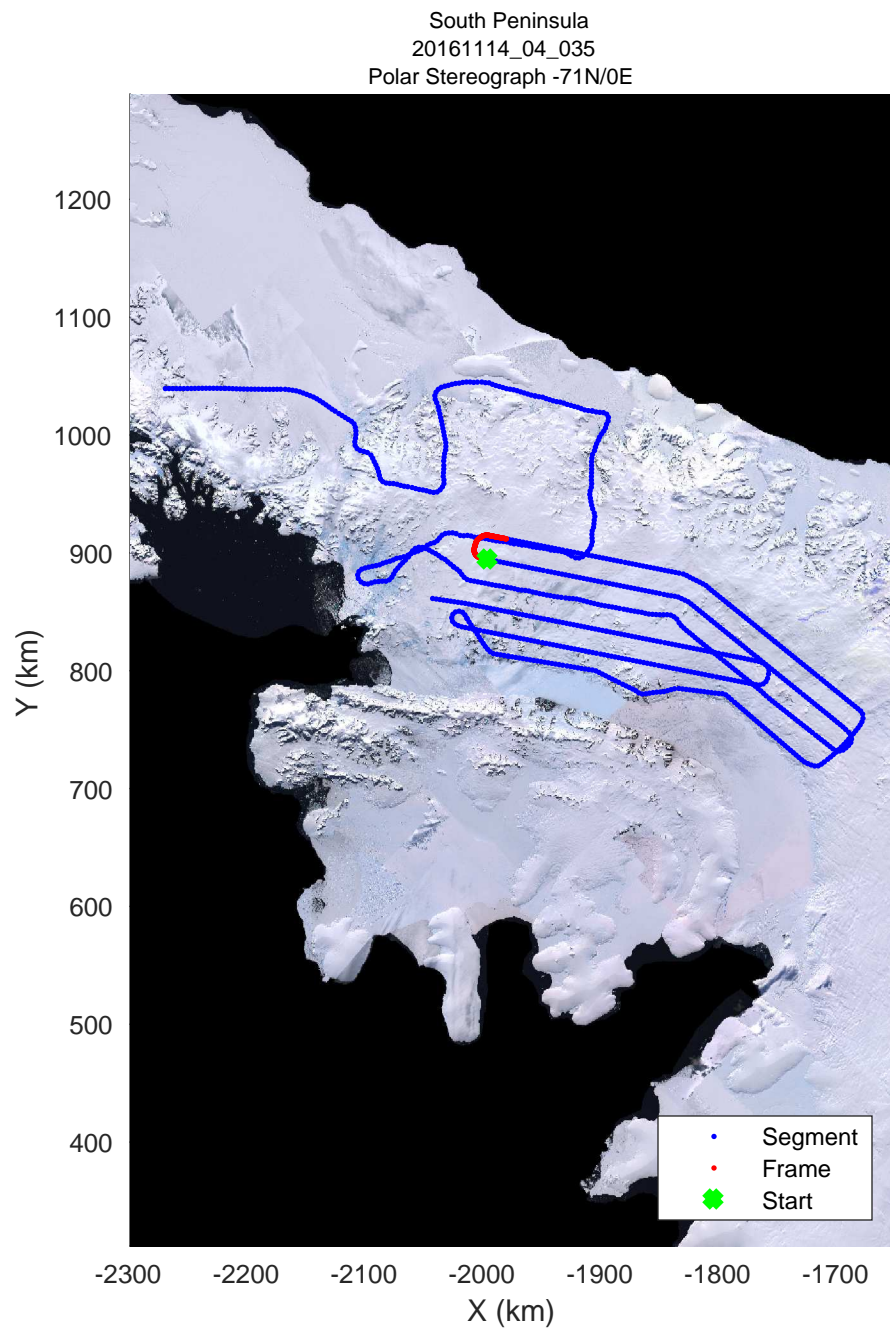 South Peninsula
20161114_04_035
Polar Stereograph -71N/0E
1200
1100
1000
900
800
700
600
500
400
Y (km)
Segment
Frame
Start
-2300 -2200 -2100 -2000 -1900 -1800 -1700
X (km)